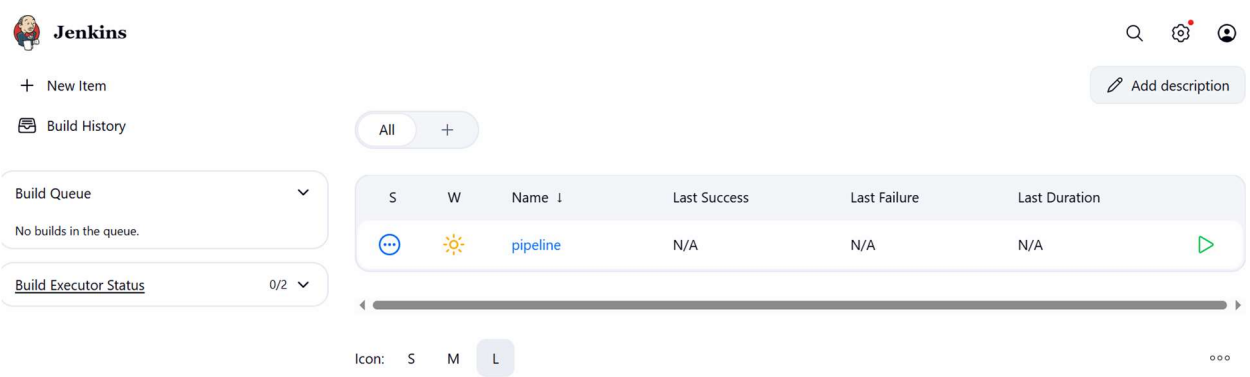 Jenkins
New Item
Add description
Build History
All +
Build Queue
No builds in the queue.
Build Executor Status 0/2
S W Name ↓ Last Success Last Failure Last Duration
pipeline N/A N/A N/A
Icon: S M L